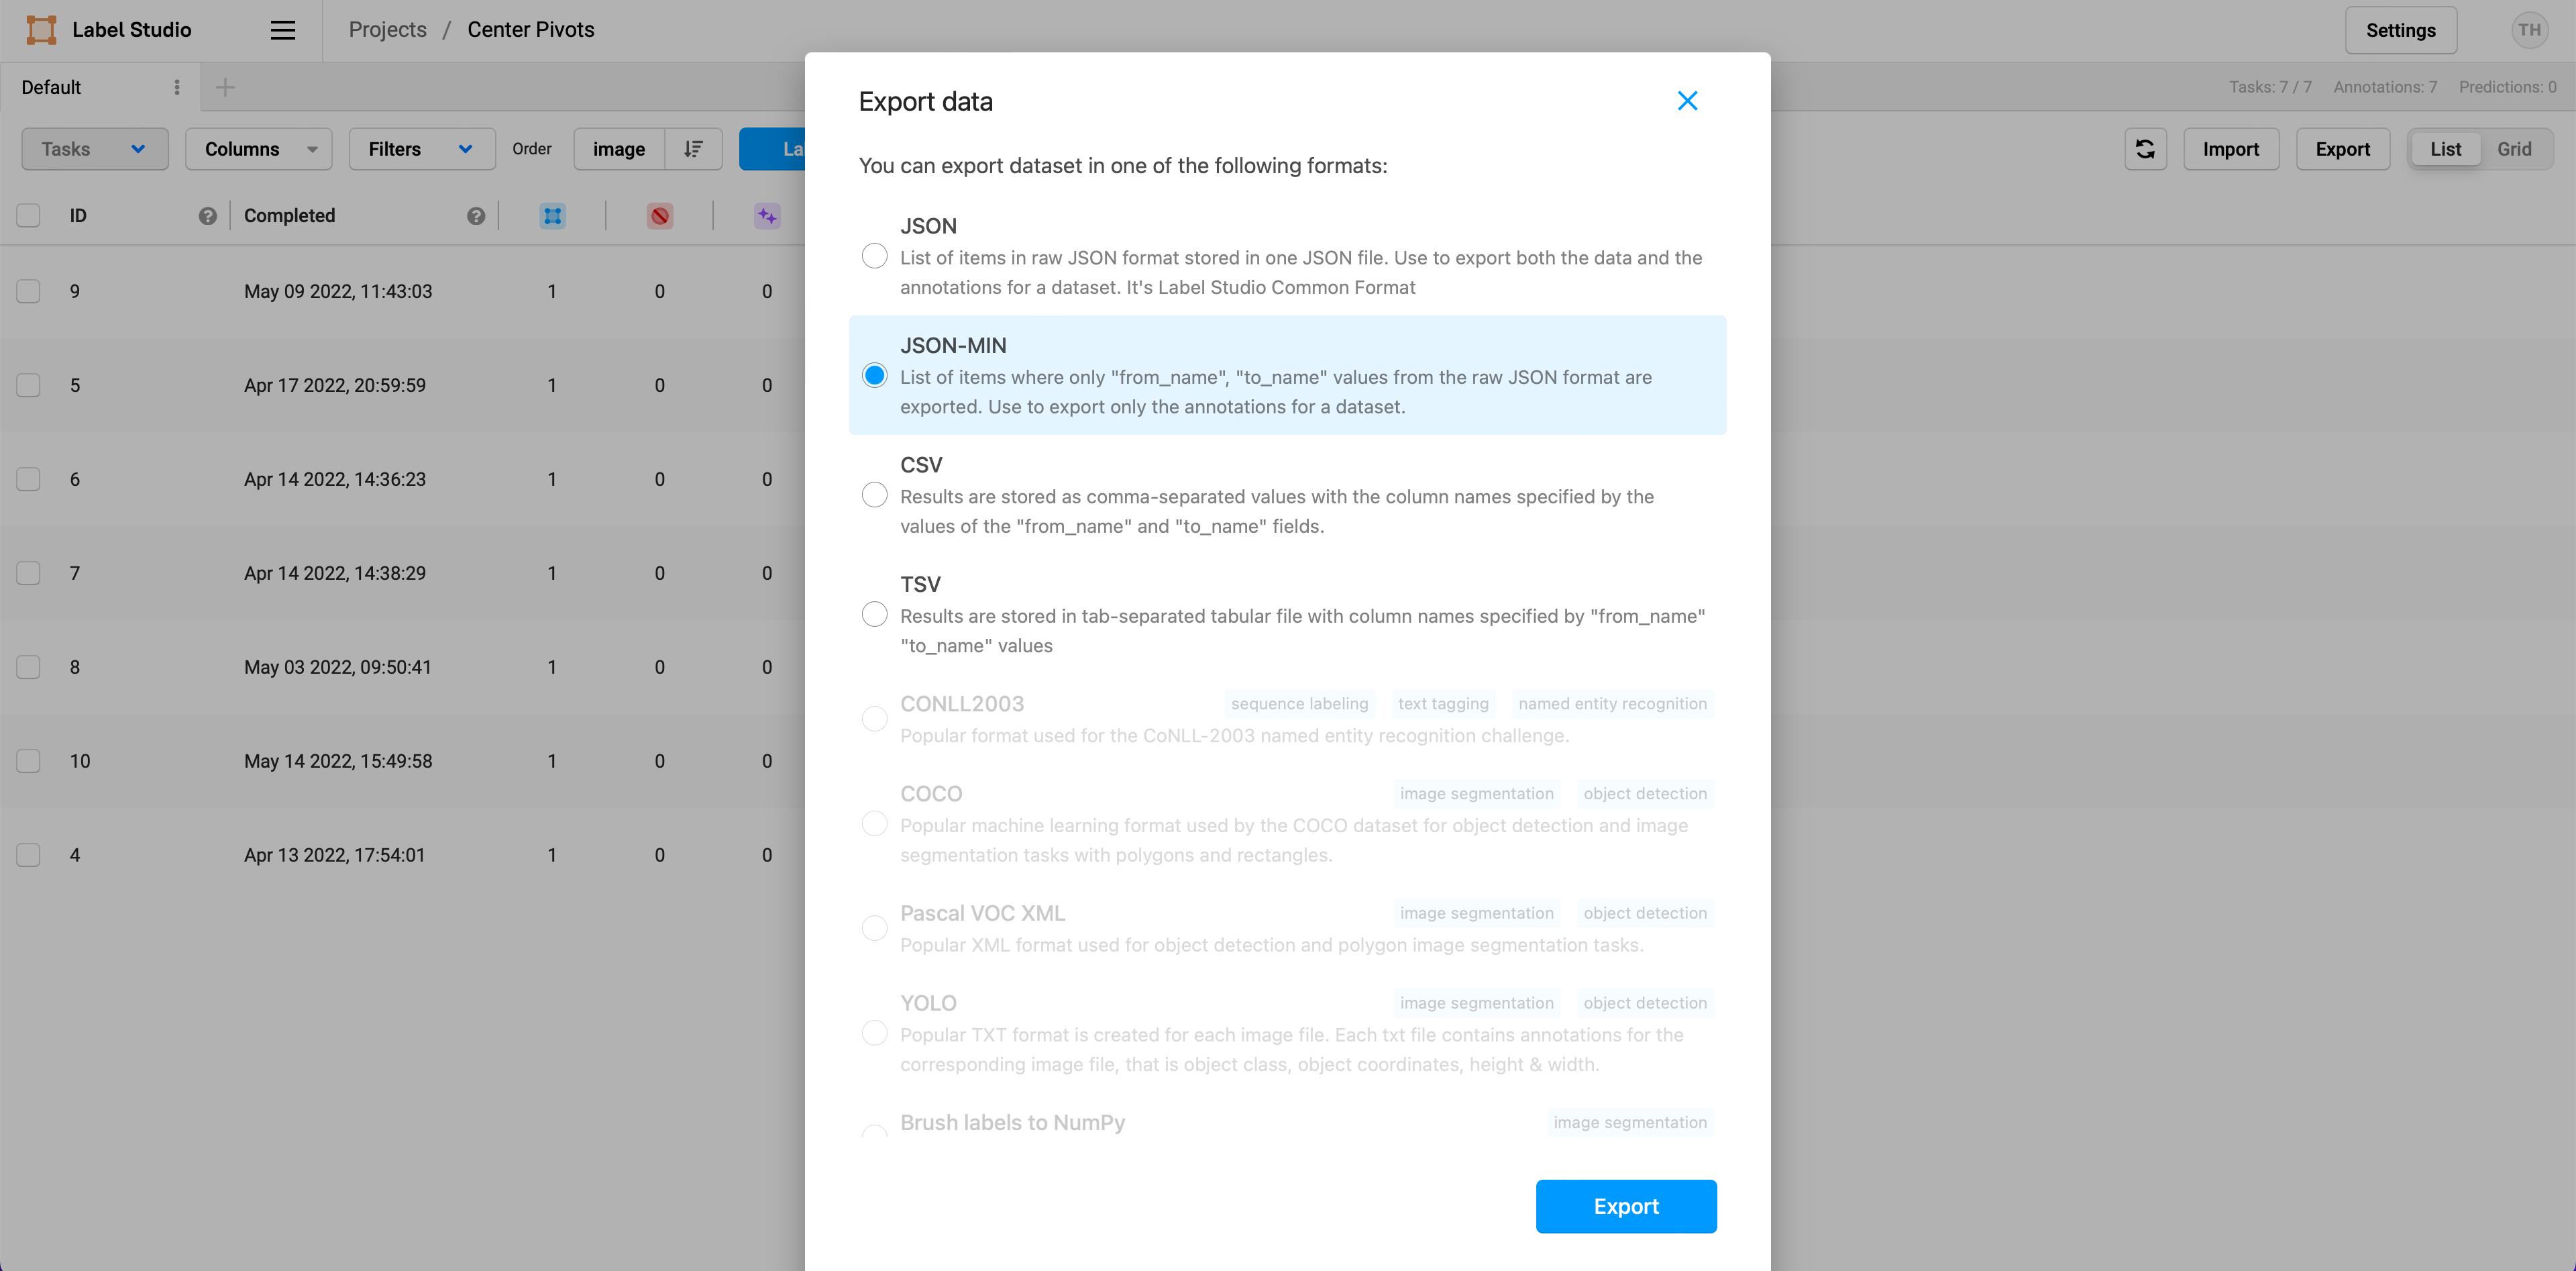 Label Studio
Projects / Center Pivots
Settings
TH
Default
Tasks: 7 / 7 Annotations: 7 Predictions: 0
Tasks Columns Filters Order image La
Import Export List Grid
ID ? Completed ?
9 May 09 2022, 11:43:03 1 0 0
5 Apr 17 2022, 20:59:59 1 0 0
6 Apr 14 2022, 14:36:23 1 0 0
7 Apr 14 2022, 14:38:29 1 0 0
8 May 03 2022, 09:50:41 1 0 0
10 May 14 2022, 15:49:58 1 0 0
4 Apr 13 2022, 17:54:01 1 0 0
Export data
You can export dataset in one of the following formats:
JSON
List of items in raw JSON format stored in one JSON file. Use to export both the data and the
annotations for a dataset. It's Label Studio Common Format
JSON-MIN
List of items where only "from_name", "to_name" values from the raw JSON format are
exported. Use to export only the annotations for a dataset.
CSV
Results are stored as comma-separated values with the column names specified by the
values of the "from_name" and "to_name" fields.
TSV
Results are stored in tab-separated tabular file with column names specified by "from_name"
"to_name" values
CONLL2003 sequence labeling text tagging named entity recognition
Popular format used for the CoNLL-2003 named entity recognition challenge.
COCO image segmentation object detection
Popular machine learning format used by the COCO dataset for object detection and image
segmentation tasks with polygons and rectangles.
Pascal VOC XML image segmentation object detection
Popular XML format used for object detection and polygon image segmentation tasks.
YOLO image segmentation object detection
Popular TXT format is created for each image file. Each txt file contains annotations for the
corresponding image file, that is object class, object coordinates, height & width.
Brush labels to NumPy image segmentation
Export